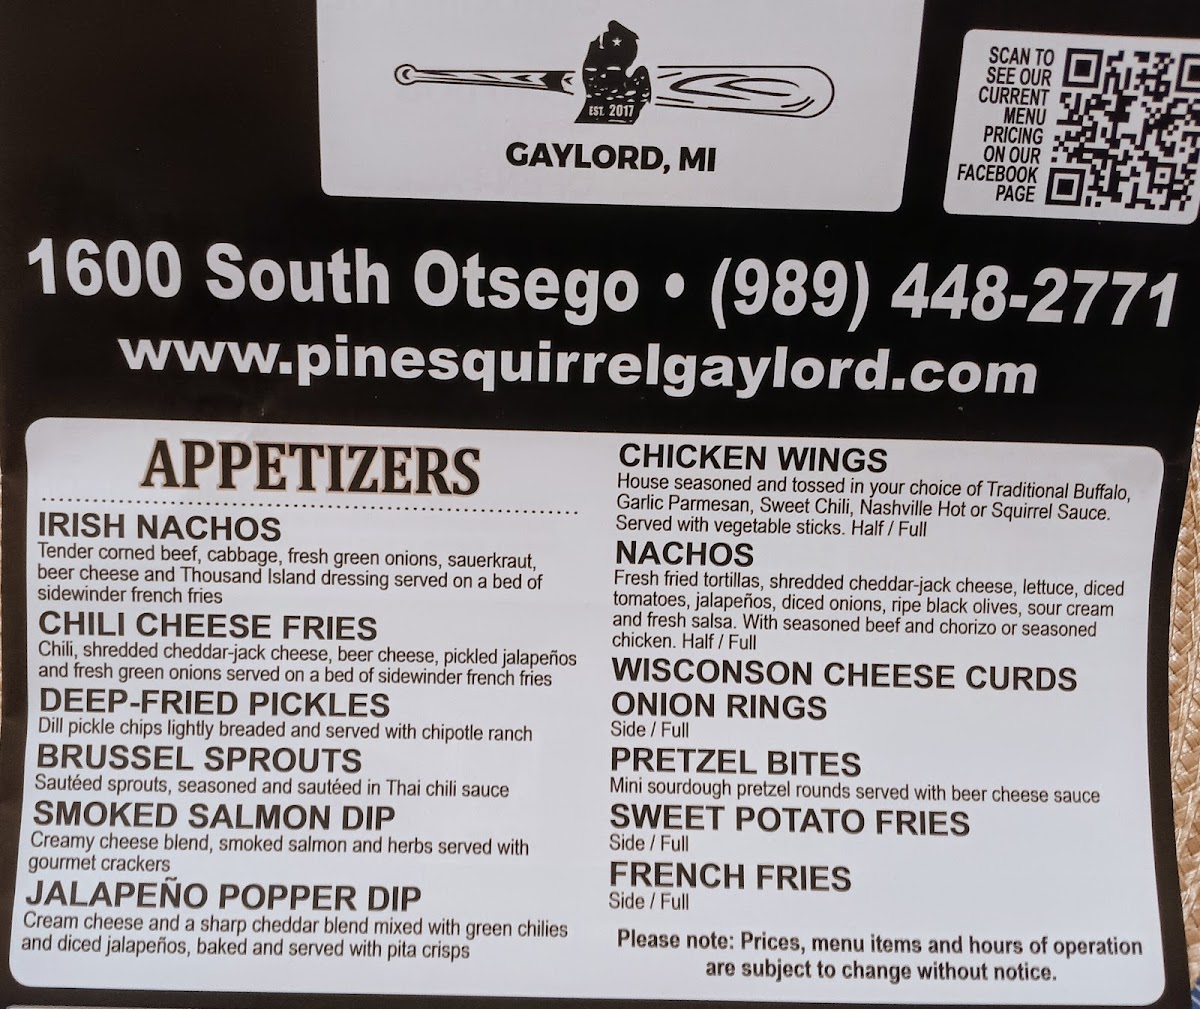 EST. 2017
GAYLORD, MI
SCAN TO
SEE OUR
CURRENT
MENU
PRICING
ON OUR
FACEBOOK
PAGE
1600 South Otsego • (989) 448-2771
www.pinesquirrelgaylord.com
APPETIZERS
IRISH NACHOS
Tender corned beef, cabbage, fresh green onions, sauerkraut,
beer cheese and Thousand Island dressing served on a bed of
sidewinder french fries
CHILI CHEESE FRIES
Chili, shredded cheddar-jack cheese, beer cheese, pickled jalapeños
and fresh green onions served on a bed of sidewinder french fries
DEEP-FRIED PICKLES
Dill pickle chips lightly breaded and served with chipotle ranch
BRUSSEL SPROUTS
Sautéed sprouts, seasoned and sautéed in Thai chili sauce
SMOKED SALMON DIP
Creamy cheese blend, smoked salmon and herbs served with
gourmet crackers
JALAPEÑO POPPER DIP
Cream cheese and a sharp cheddar blend mixed with green chilies
and diced jalapeños, baked and served with pita crisps
CHICKEN WINGS
House seasoned and tossed in your choice of Traditional Buffalo,
Garlic Parmesan, Sweet Chili, Nashville Hot or Squirrel Sauce.
Served with vegetable sticks. Half / Full
NACHOS
Fresh fried tortillas, shredded cheddar-jack cheese, lettuce, diced
tomatoes, jalapeños, diced onions, ripe black olives, sour cream
and fresh salsa. With seasoned beef and chorizo or seasoned
chicken. Half / Full
WISCONSON CHEESE CURDS
ONION RINGS
Side / Full
PRETZEL BITES
Mini sourdough pretzel rounds served with beer cheese sauce
SWEET POTATO FRIES
Side / Full
FRENCH FRIES
Side / Full
Please note: Prices, menu items and hours of operation
are subject to change without notice.